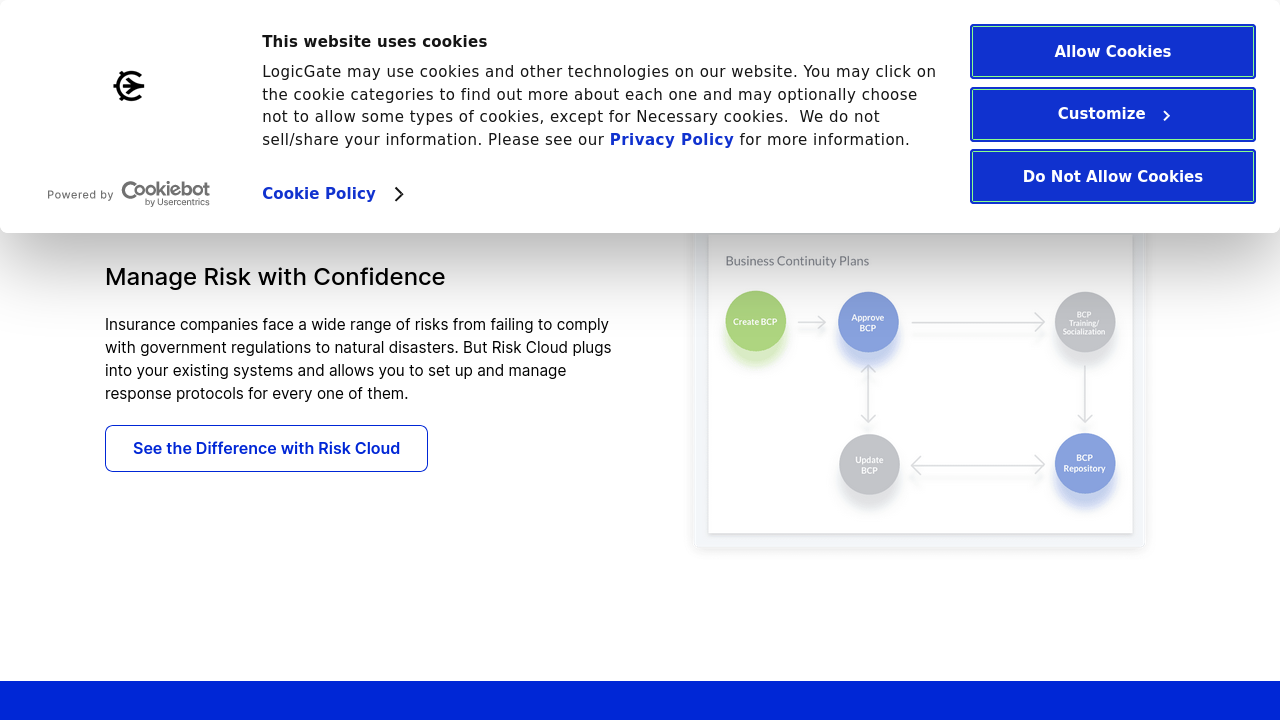 This website uses cookies
LogicGate may use cookies and other technologies on our website. You may click on
the cookie categories to find out more about each one and may optionally choose
not to allow some types of cookies, except for Necessary cookies.  We do not
sell/share your information. Please see our Privacy Policy for more information.
Cookie Policy
Powered by Cookiebot
by Usercentrics
Allow Cookies
Customize
Do Not Allow Cookies
Manage Risk with Confidence
Insurance companies face a wide range of risks from failing to comply
with government regulations to natural disasters. But Risk Cloud plugs
into your existing systems and allows you to set up and manage
response protocols for every one of them.
See the Difference with Risk Cloud
Business Continuity Plans
Create BCP
Approve
BCP
BCP
Training/
Socialization
Update
BCP
BCP
Repository